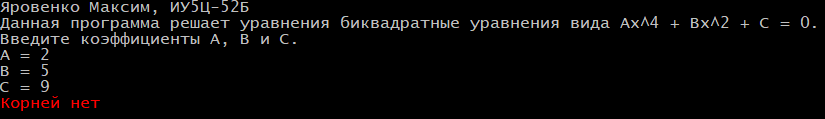 Яровенко Максим, ИУ5Ц-52Б
Данная программа решает уравнения биквадратные уравнения вида Ax^4 + Bx^2 + C = 0.
Введите коэффициенты A, B и C.
A = 2
B = 5
C = 9
Корней нет